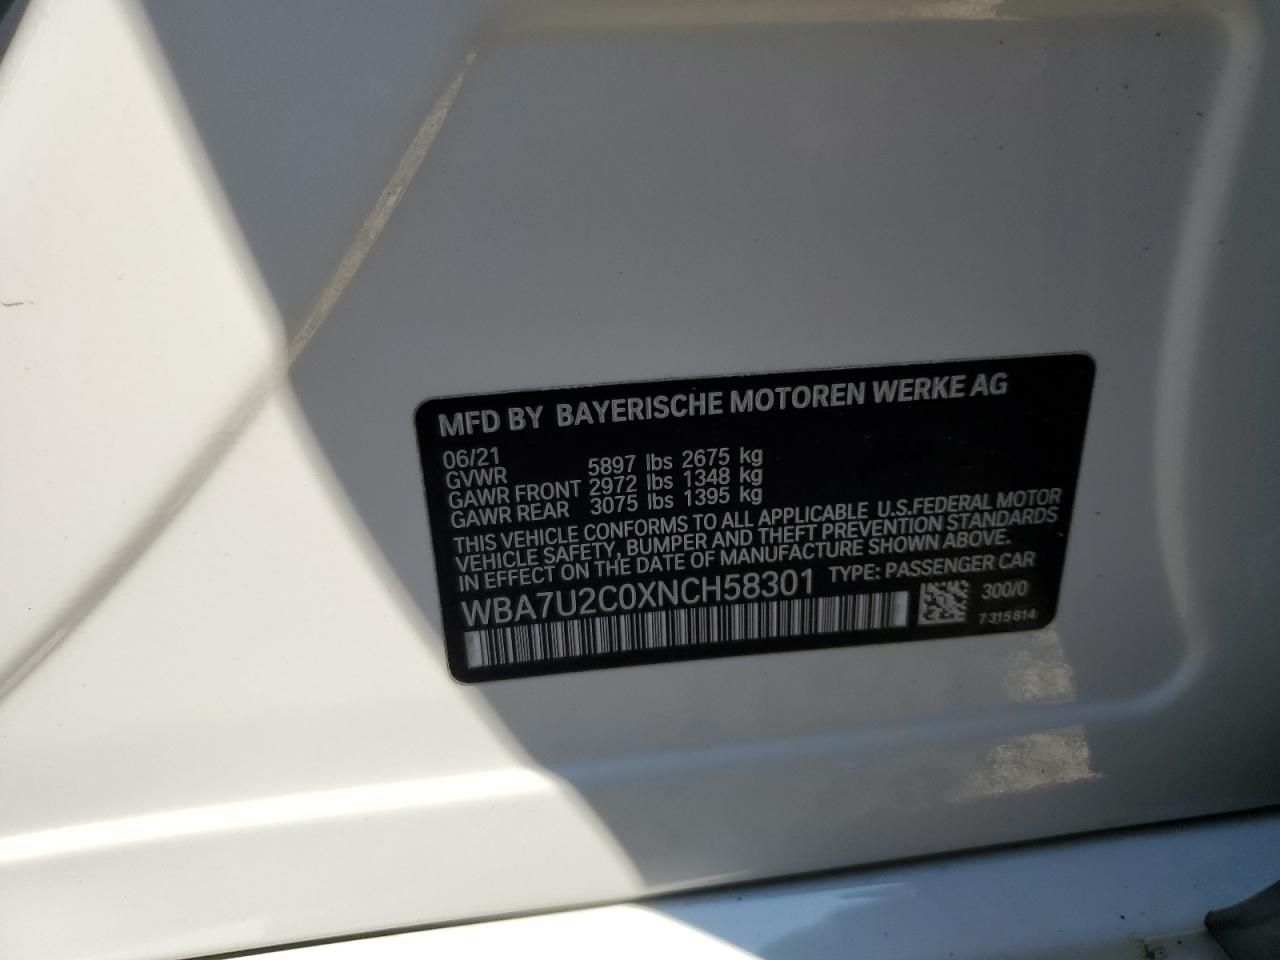 MFD BY BAYERISCHE MOTOREN WERKE AG
06/21
GVWR 5897 lbs 2675 kg
GAWR FRONT 2972 lbs 1348 kg
GAWR REAR 3075 lbs 1395 kg
THIS VEHICLE CONFORMS TO ALL APPLICABLE U.S.FEDERAL MOTOR
VEHICLE SAFETY, BUMPER AND THEFT PREVENTION STANDARDS
IN EFFECT ON THE DATE OF MANUFACTURE SHOWN ABOVE.
WBA7U2C0XNCH58301 TYPE: PASSENGER CAR
300/0
7315814